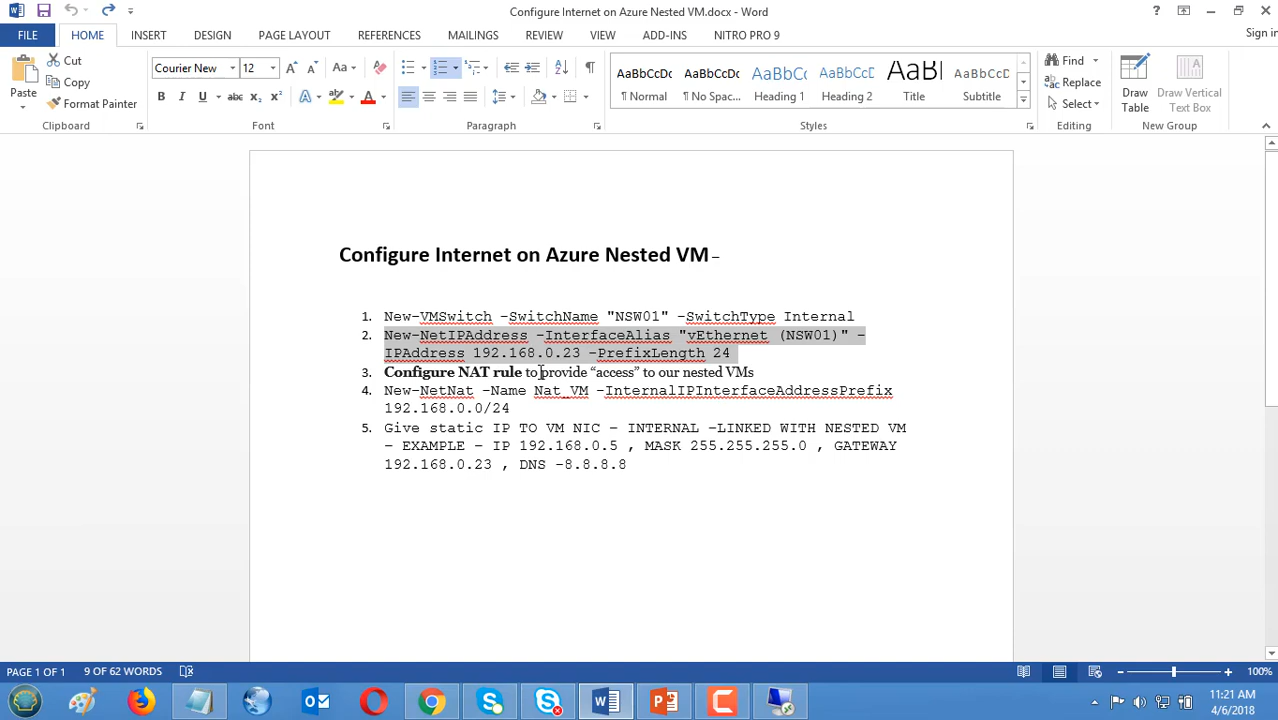 Configure Internet on Azure Nested VM.docx - Word
?
Sign in
FILE HOME INSERT DESIGN PAGE LAYOUT REFERENCES MAILINGS REVIEW VIEW ADD-INS NITRO PRO 9
Paste
Cut
Copy
Format Painter
Clipboard
Courier New 12
Aa
B I U abc x₂ x² A A
Font
Paragraph
AaBbCcDc AaBbCcDc AaBbCc AaBbCcC AaBl AaBbCcDc
¶ Normal ¶ No Spac... Heading 1 Heading 2 Title Subtitle
Styles
Find
Replace
Select
Editing
Draw Table
Draw Vertical Text Box
New Group
Configure Internet on Azure Nested VM –
1. New-VMSwitch –SwitchName "NSW01" –SwitchType Internal
2. New-NetIPAddress –InterfaceAlias "vEthernet (NSW01)" –
IPAddress 192.168.0.23 –PrefixLength 24
3. Configure NAT rule to provide “access” to our nested VMs
4. New-NetNat –Name Nat_VM –InternalIPInterfaceAddressPrefix
192.168.0.0/24
5. Give static IP TO VM NIC – INTERNAL –LINKED WITH NESTED VM
– EXAMPLE – IP 192.168.0.5 , MASK 255.255.255.0 , GATEWAY
192.168.0.23 , DNS –8.8.8.8
PAGE 1 OF 1 9 OF 62 WORDS
100%
11:21 AM
4/6/2018